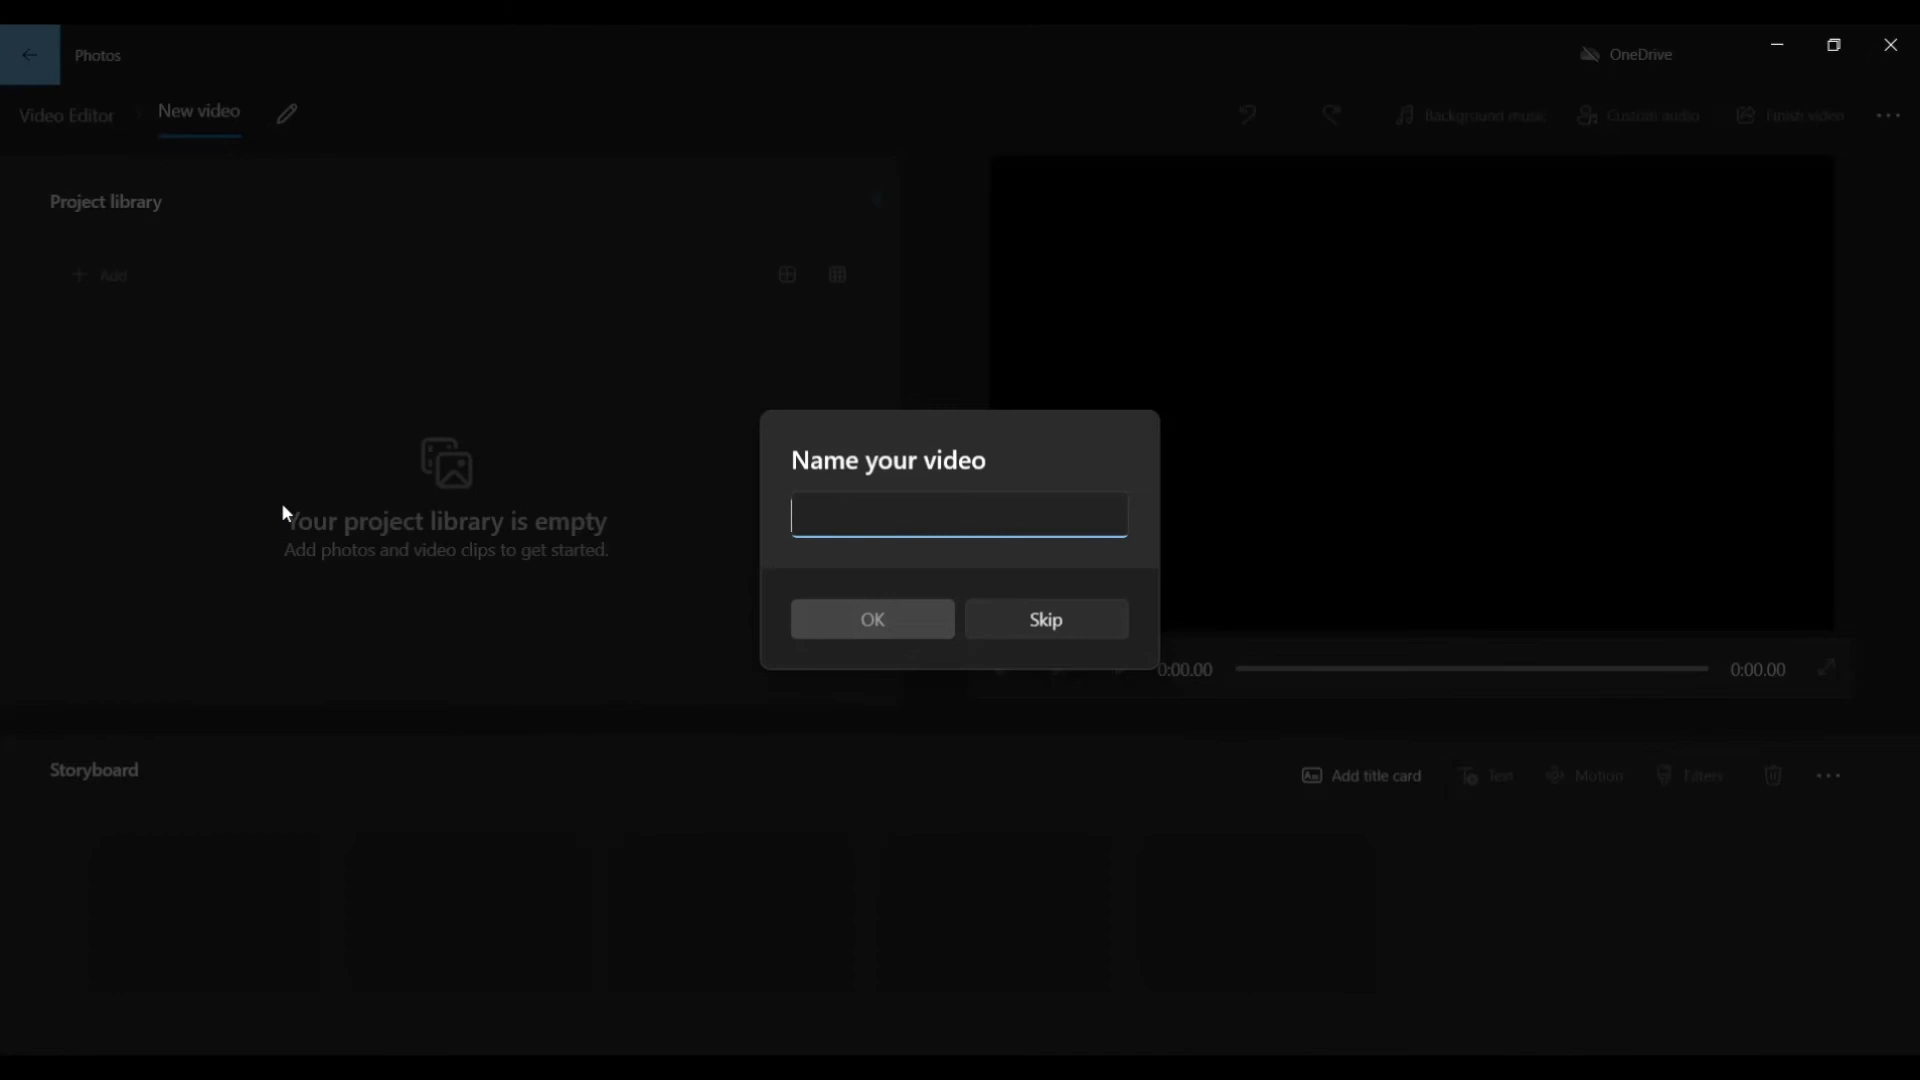 Photos
OneDrive
Video Editor
New video
Background music
Custom audio
Finish video
Project library
Add
Your project library is empty
Add photos and video clips to get started.
Name your video
OK
Skip
0:00.00
0:00.00
Storyboard
Add title card
Text
Motion
Filters